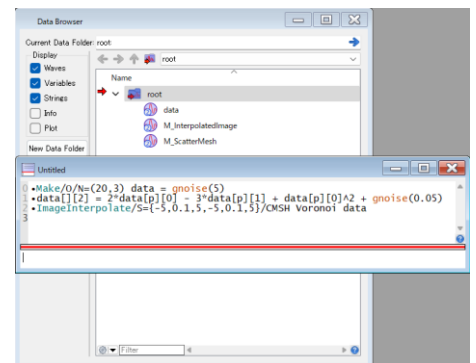 Data Browser
Current Data Folder: root
Display
Waves
Variables
Strings
Info
Plot
New Data Folder
root
Name
root
data
M_InterpolatedImage
M_ScatterMesh
Untitled
0 •Make/O/N=(20,3) data = gnoise(5)
1 •data[][2] = 2*data[p][0] - 3*data[p][1] + data[p][0]^2 + gnoise(0.05)
2 •ImageInterpolate/S={-5,0.1,5,-5,0.1,5}/CMSH Voronoi data
3
Filter